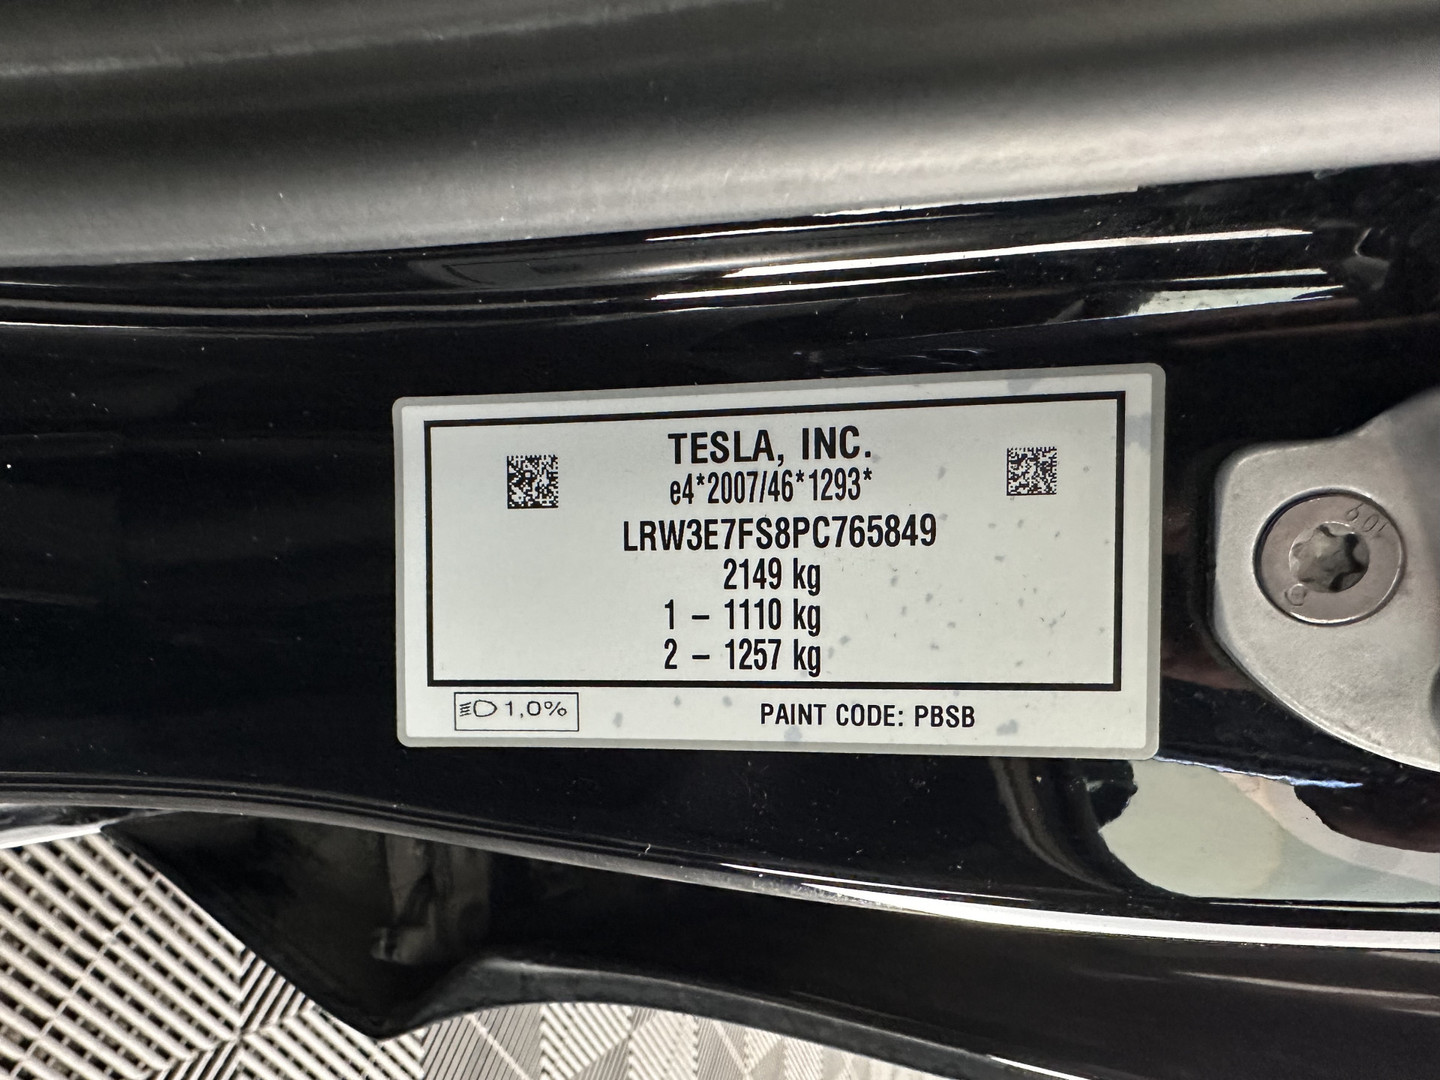 TESLA, INC.
e4*2007/46*1293*
LRW3E7FS8PC765849
2149 kg
1 – 1110 kg
2 – 1257 kg
1,0%
PAINT CODE: PBSB